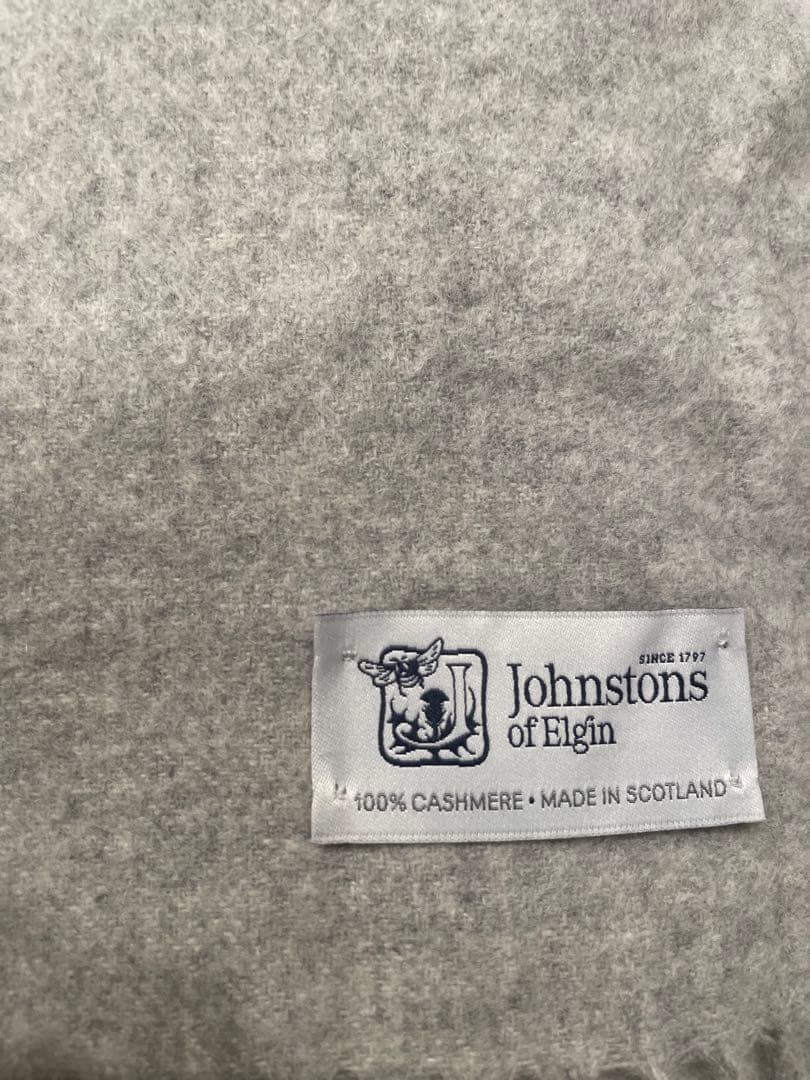 SINCE 1797
Johnstons
of Elgin
100% CASHMERE • MADE IN SCOTLAND